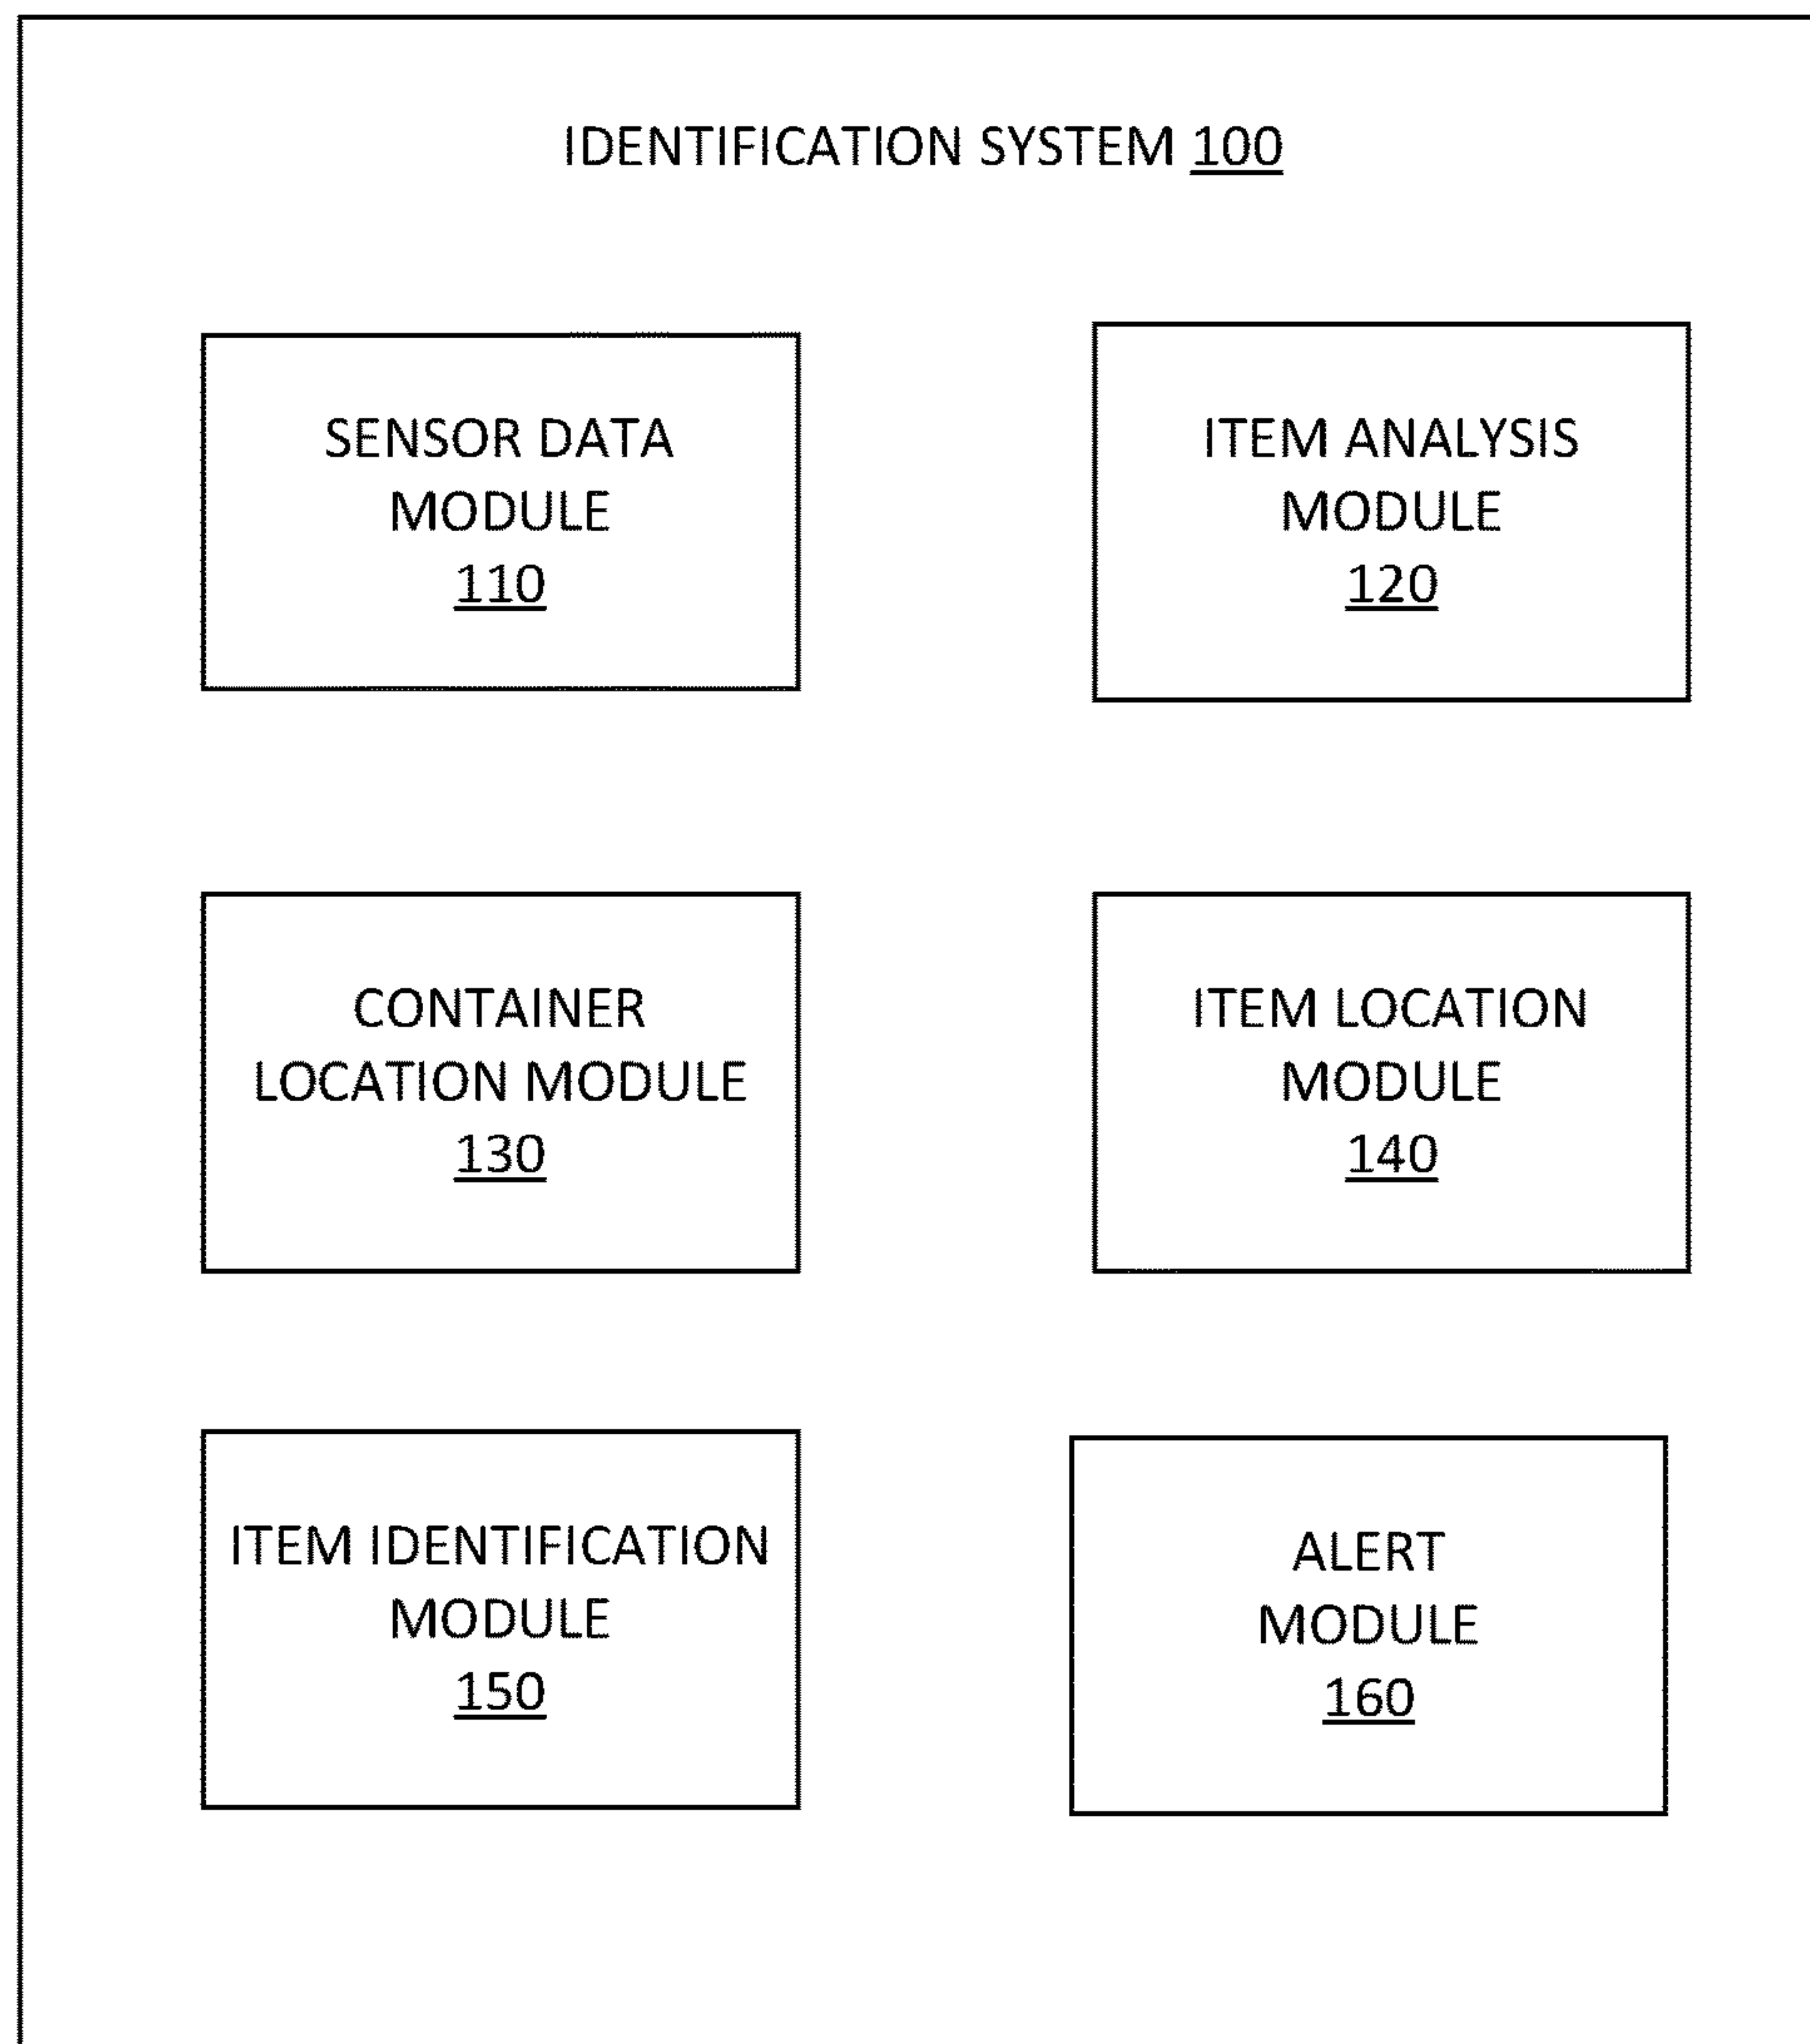 IDENTIFICATION SYSTEM 100
SENSOR DATA
MODULE
110
ITEM ANALYSIS
MODULE
120
CONTAINER
LOCATION MODULE
130
ITEM LOCATION
MODULE
140
ITEM IDENTIFICATION
MODULE
150
ALERT
MODULE
160